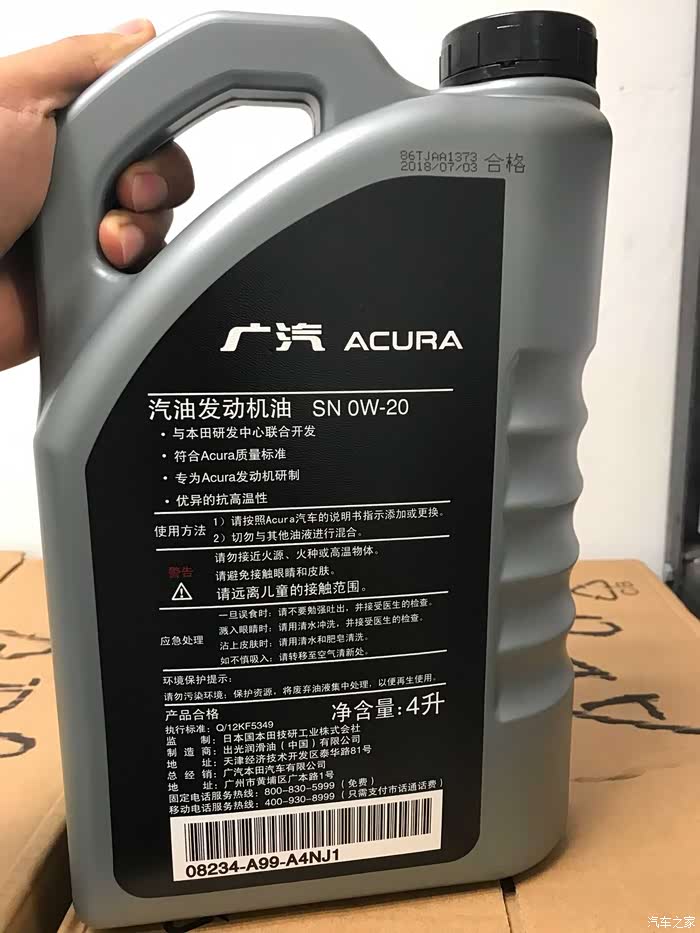 86TJAA1373
2018/07/03 合格
广汽 ACURA
汽油发动机油 SN 0W-20
• 与本田研发中心联合开发
• 符合Acura质量标准
• 专为Acura发动机研制
• 优异的抗高温性
使用方法
1）请按照Acura汽车的说明书指示添加或更换。
2）切勿与其他油液进行混合。
警告
请勿接近火源、火种或高温物体。
请避免接触眼睛和皮肤。
请远离儿童的接触范围。
应急处理
一旦误食时：请不要勉强吐出，并接受医生的检查。
溅入眼睛时：请用清水冲洗，并接受医生的检查。
沾上皮肤时：请用清水和肥皂清洗。
如不慎吸入：请转移至空气清新处。
环境保护提示：
请勿污染环境：保护资源，将废弃油液集中处理，以便再生使用。
产品合格
净含量：4升
执行标准：Q/12KF5349
监 制：日本国本田技研工业株式会社
制 造 商：出光润滑油（中国）有限公司
地 址：天津经济技术开发区泰华路81号
总 经 销：广汽本田汽车有限公司
地 址：广州市黄埔区广本路1号
固定电话服务热线：800-830-5999（免费）
移动电话服务热线：400-930-8999（只需支付市话通话费）
08234-A99-A4NJ1
汽车之家